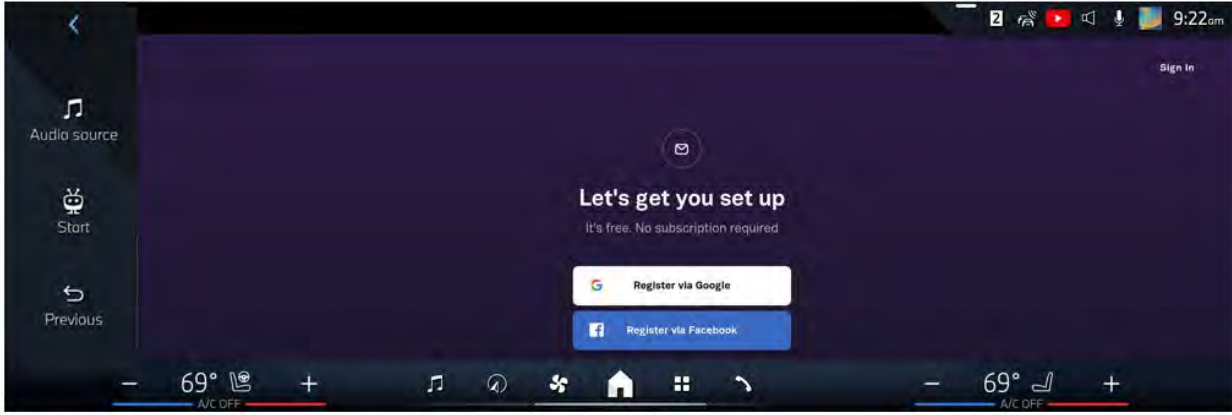 2
9:22am
Sign In
Audio source
Let's get you set up
Start
It's free. No subscription required
Register via Google
Previous
Register via Facebook
− 69° + − 69° +
A/C OFF A/C OFF